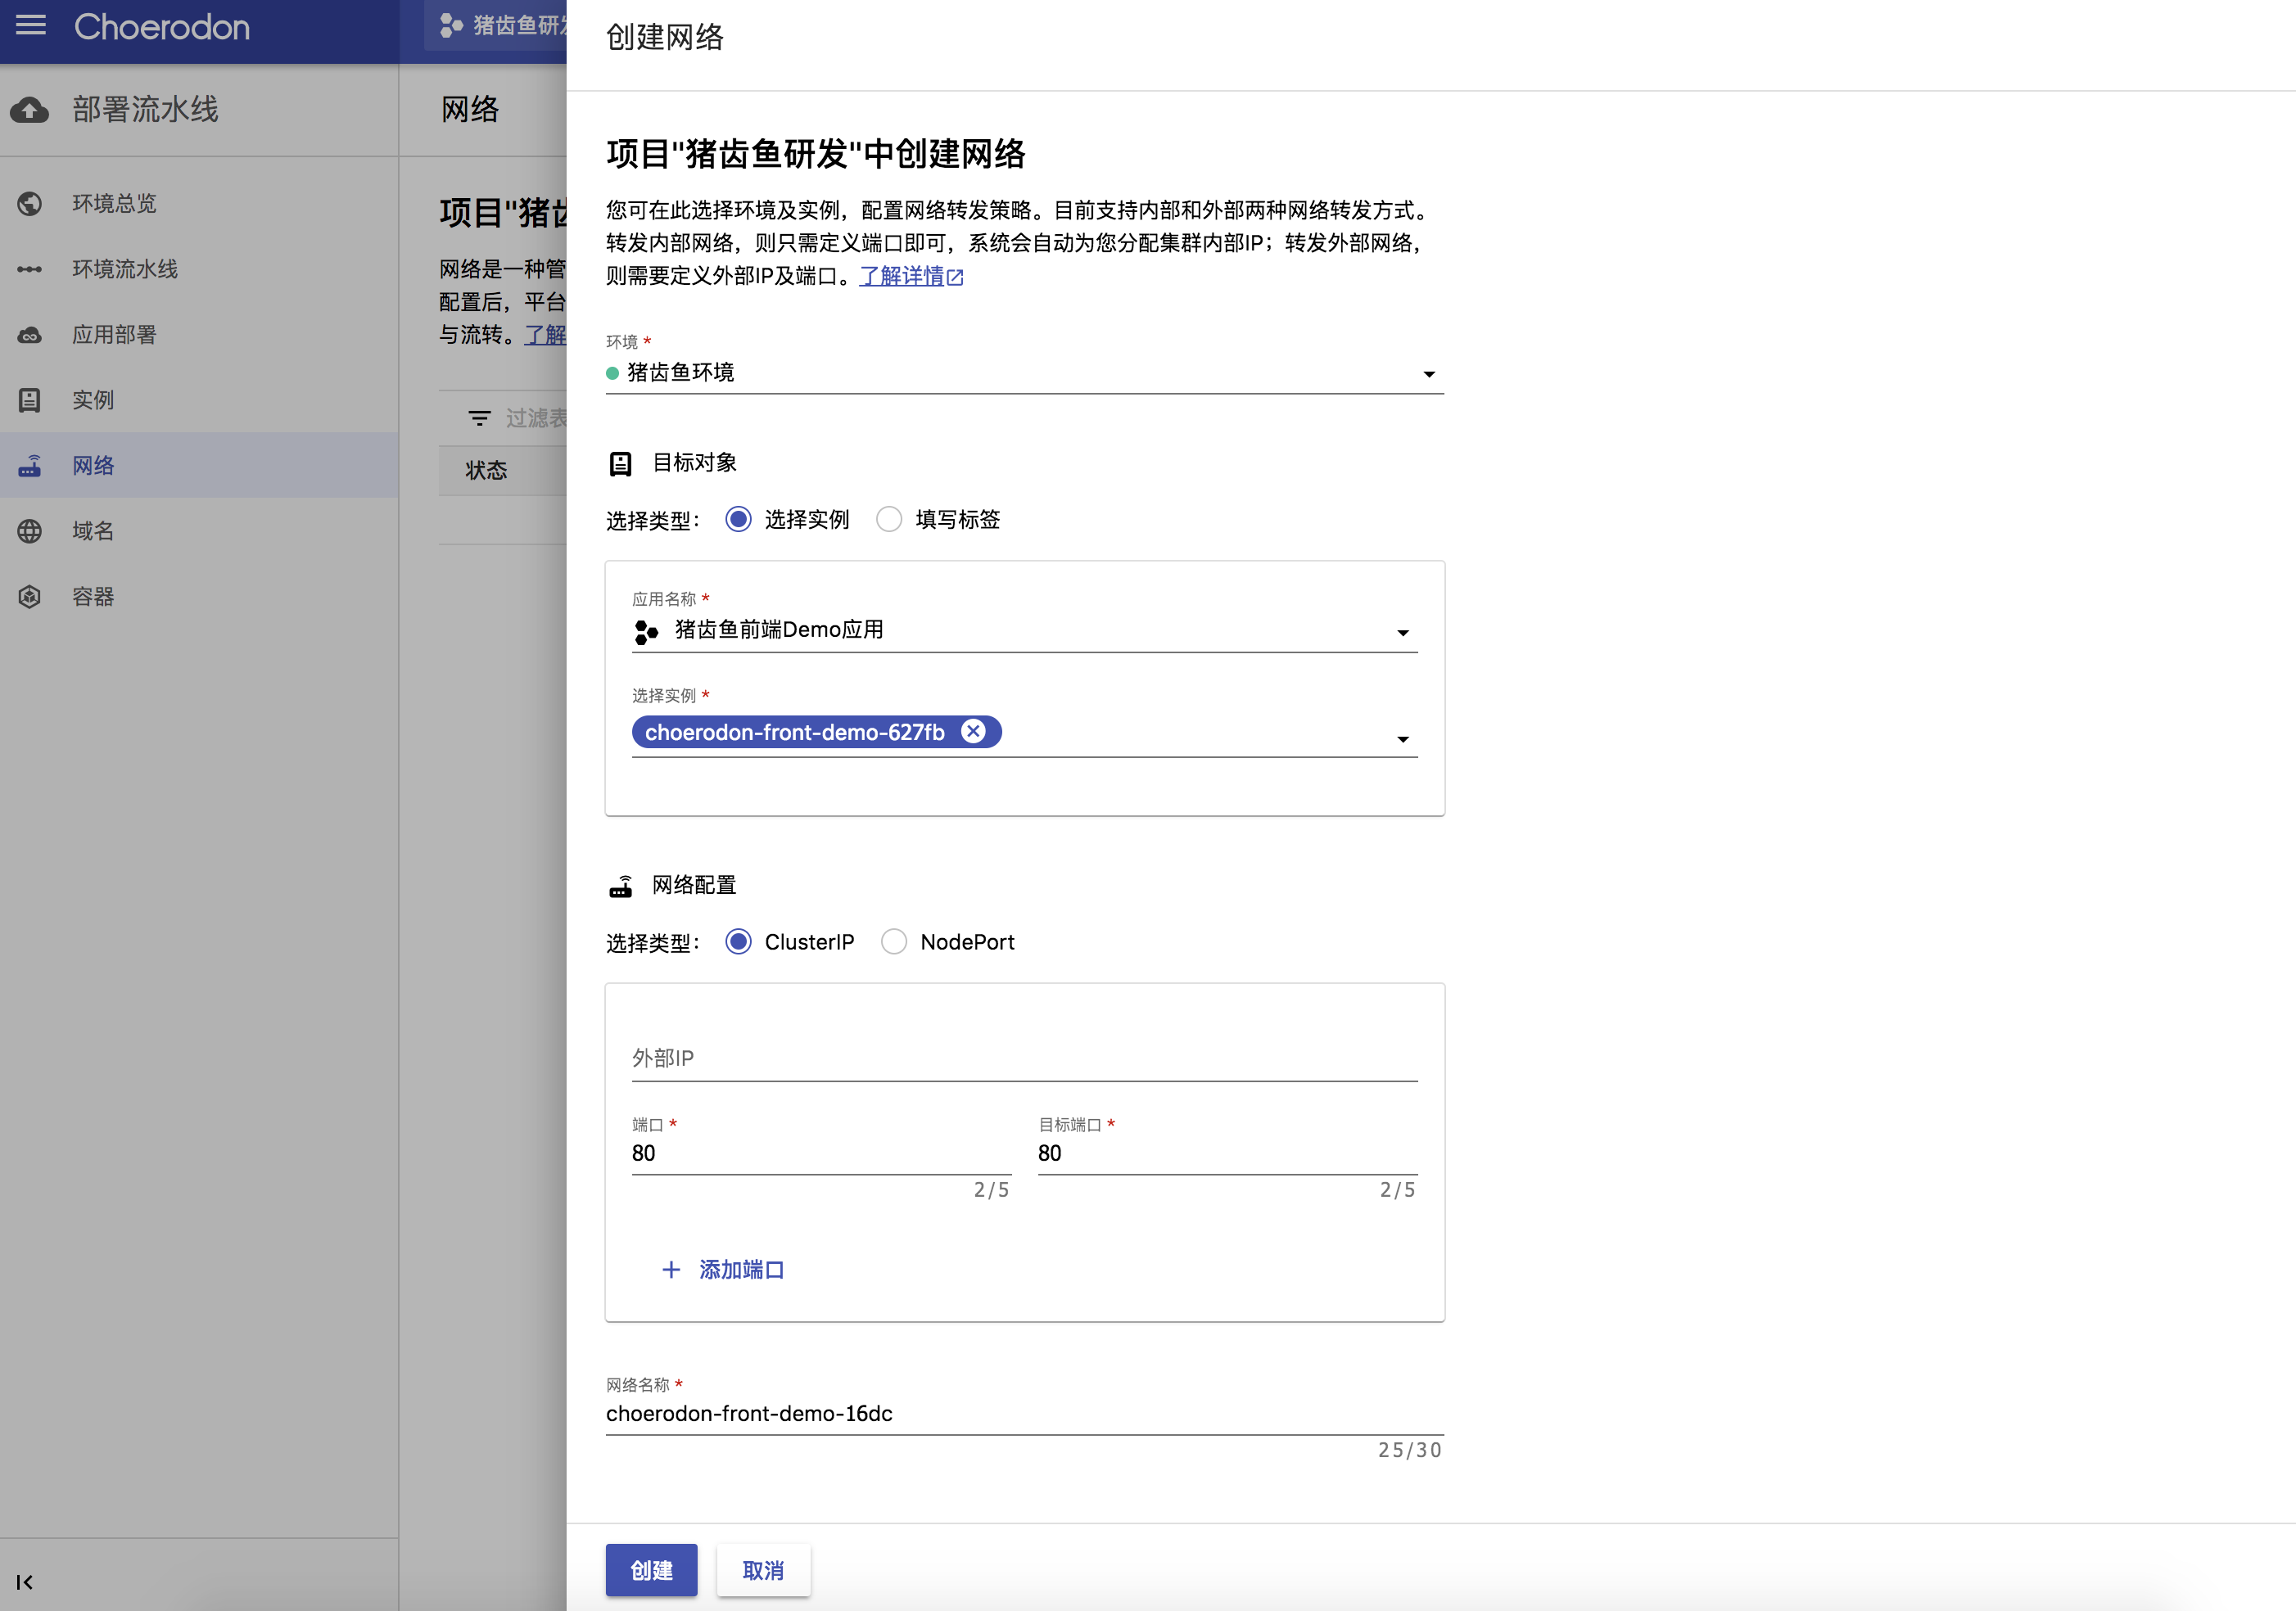 Choerodon
猪齿鱼研
部署流水线
环境总览
环境流水线
应用部署
实例
网络
域名
容器
网络
项目"猪
网络是一种管
配置后，平台
与流转。了解
过滤表
状态
创建网络
项目"猪齿鱼研发"中创建网络
您可在此选择环境及实例，配置网络转发策略。目前支持内部和外部两种网络转发方式。
转发内部网络，则只需定义端口即可，系统会自动为您分配集群内部IP；转发外部网络，
则需要定义外部IP及端口。了解详情
环境 *
猪齿鱼环境
目标对象
选择类型： 选择实例 填写标签
应用名称 *
猪齿鱼前端Demo应用
选择实例 *
choerodon-front-demo-627fb
网络配置
选择类型： ClusterIP NodePort
外部IP
端口 * 目标端口 *
80 80
2/5 2/5
+ 添加端口
网络名称 *
choerodon-front-demo-16dc
25/30
创建 取消